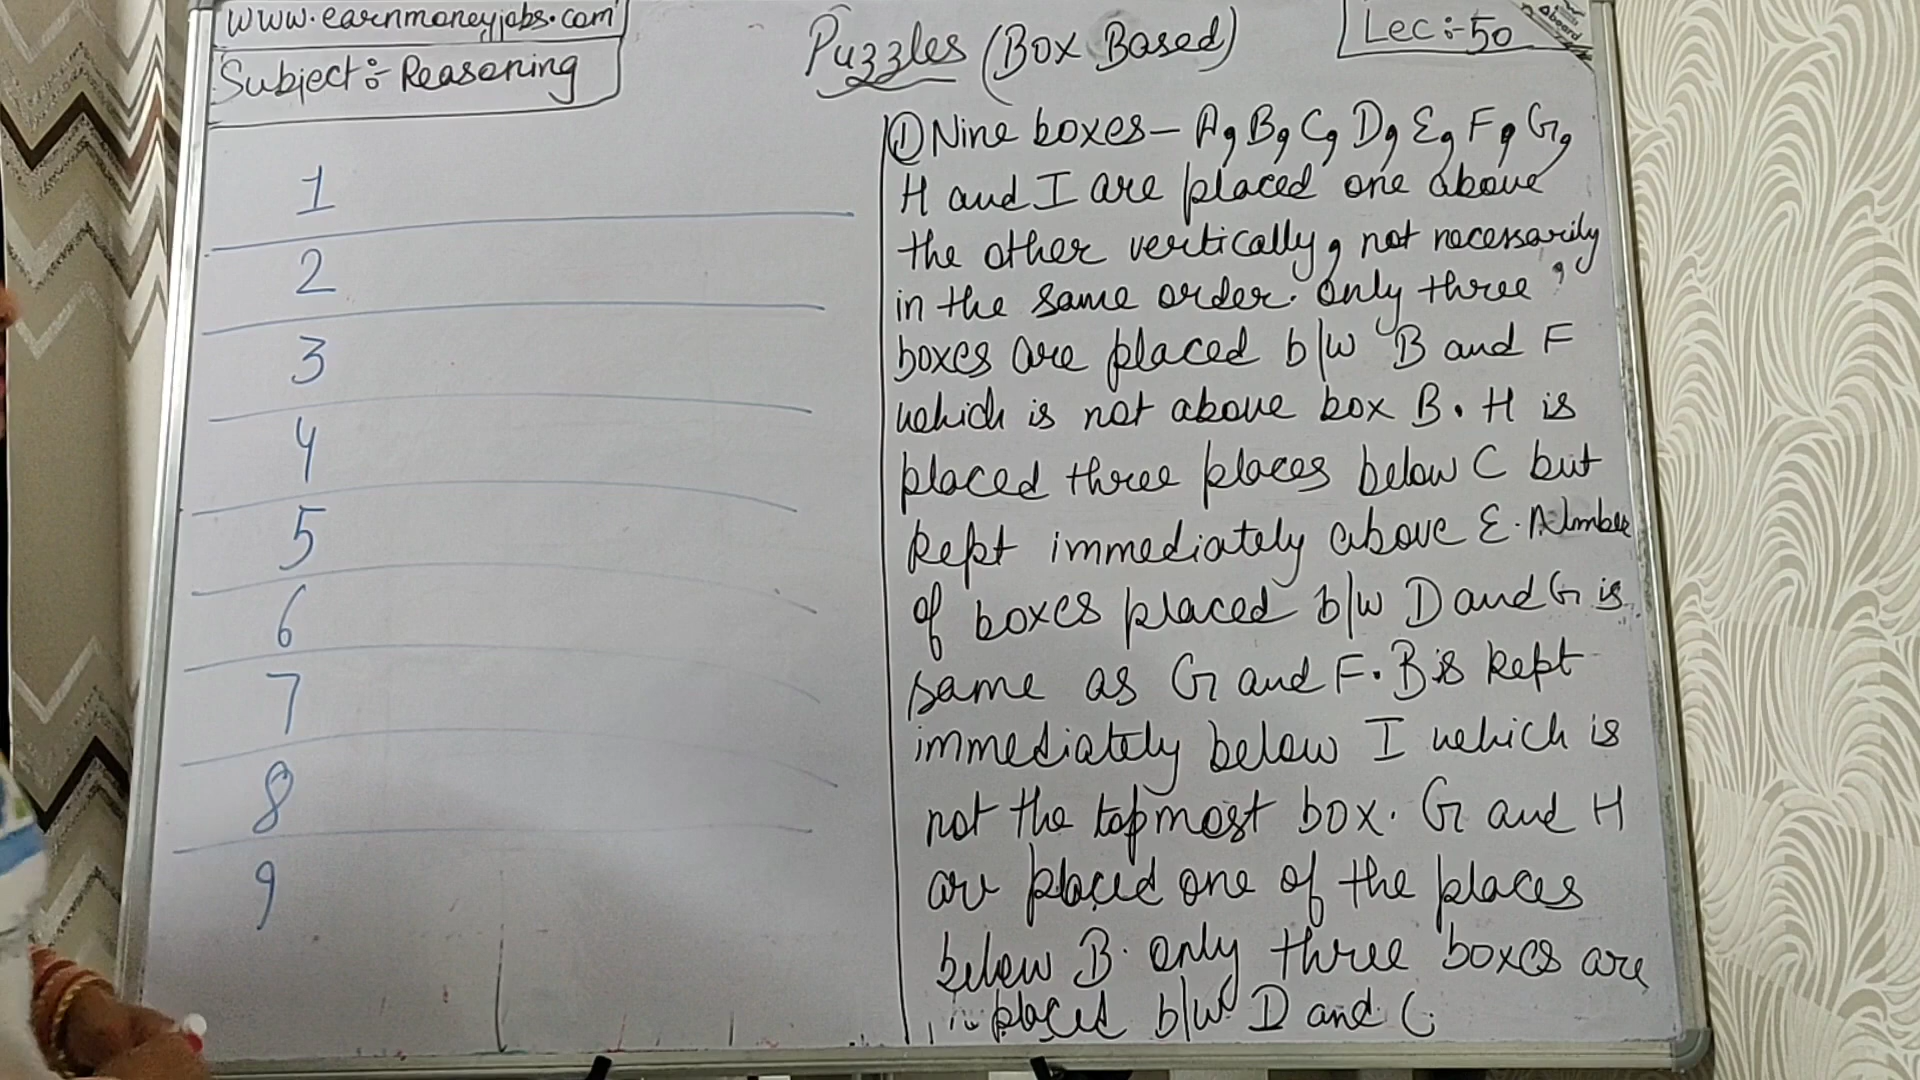 www.earnmoneyjobs.com
Subject:- Reasoning
Puzzles (Box Based)
Lec:-50
1
2
3
4
5
6
7
8
9
① Nine boxes- A, B, C, D, E, F, G,
H and I are placed one above
the other vertically, not necessarily
in the same order. only three
boxes are placed b/w B and F
which is not above box B. H is
placed three places below C but
kept immediately above E. Number
of boxes placed b/w D and G is
same as G and F. B is kept
immediately below I which is
not the topmost box. G and H
are placed one of the places
below B. only three boxes are
placed b/w D and C